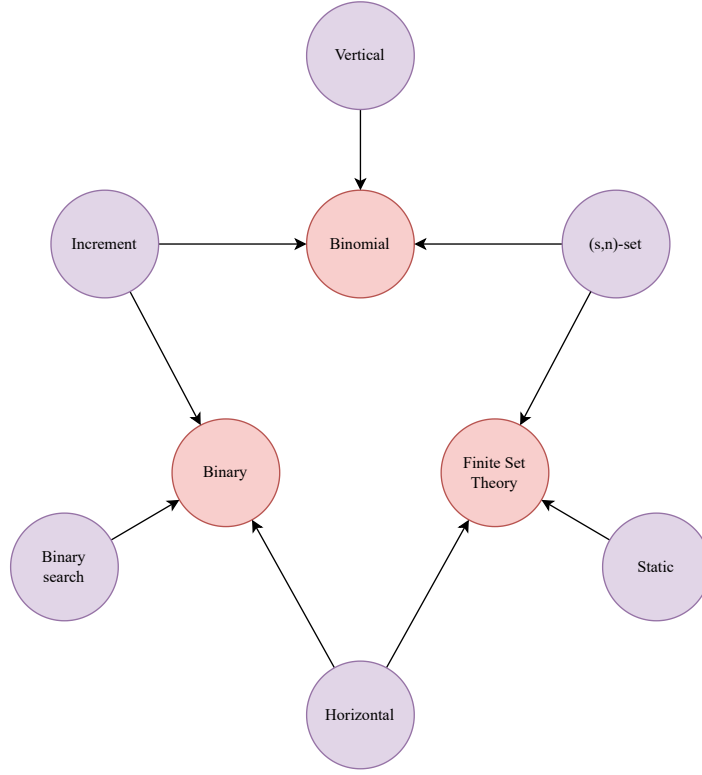 Vertical
Increment
Binomial
(s,n)-set
Binary
Finite Set
Theory
Binary
search
Static
Horizontal